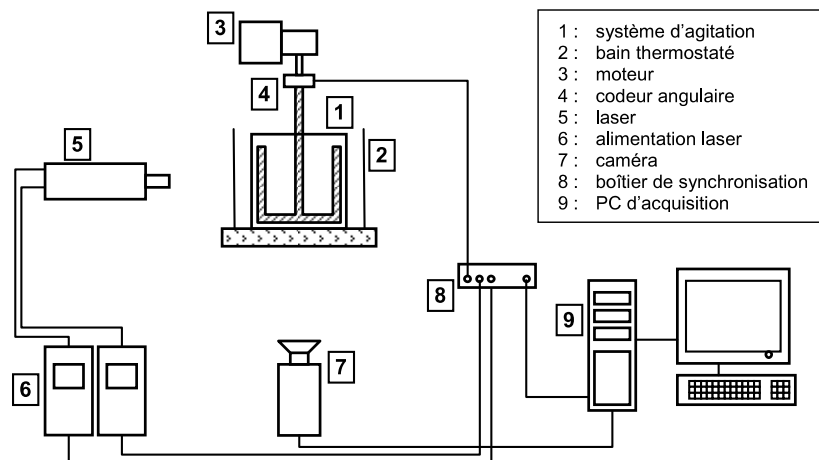 3
4
1
2
5
8
9
6
7
1 : système d'agitation
2 : bain thermostaté
3 : moteur
4 : codeur angulaire
5 : laser
6 : alimentation laser
7 : caméra
8 : boîtier de synchronisation
9 : PC d'acquisition